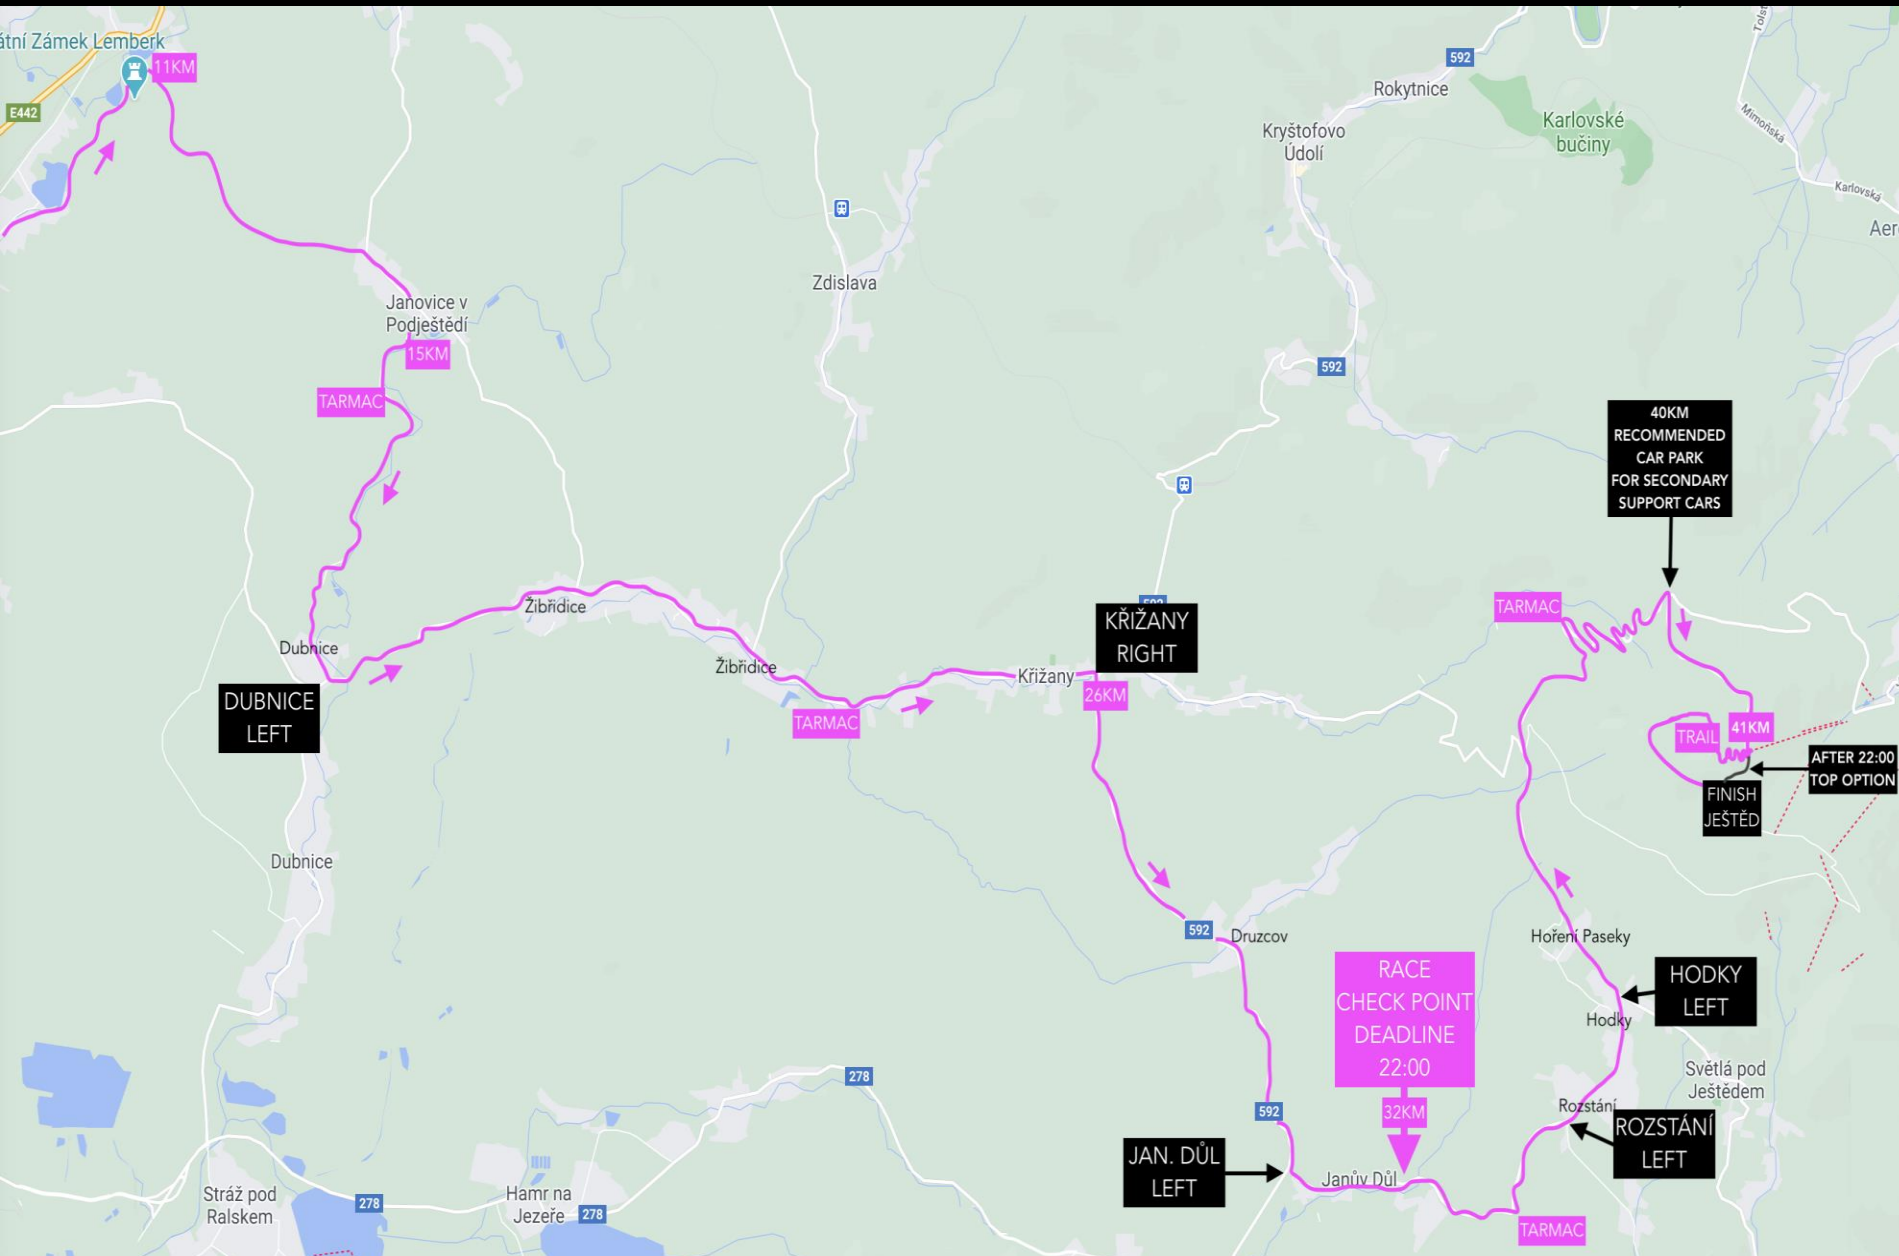 átní Zámek Lemberk
11KM
E442
592
Rokytnice
Kryštofovo
Údolí
Karlovské
bučiny
Mimoňská
Karlovská
Aer
Zdislava
Janovice v
Podještědí
15KM
TARMAC
592
40KM
RECOMMENDED
CAR PARK
FOR SECONDARY
SUPPORT CARS
Žibřidice
TARMAC
KŘIŽANY
RIGHT
Dubnice
Žibřidice
Křižany
26KM
DUBNICE
LEFT
TARMAC
TRAIL
41KM
AFTER 22:00
TOP OPTION
FINISH
JEŠTĚD
Dubnice
592
Druzcov
Hoření Paseky
RACE
CHECK POINT
DEADLINE
22:00
HODKY
LEFT
Hodky
278
Světlá pod
Ještědem
592
32KM
Rozstání
ROZSTÁNÍ
LEFT
JAN. DŮL
LEFT
Janův Důl
Stráž pod
Ralskem
278
Hamr na
Jezeře
278
TARMAC